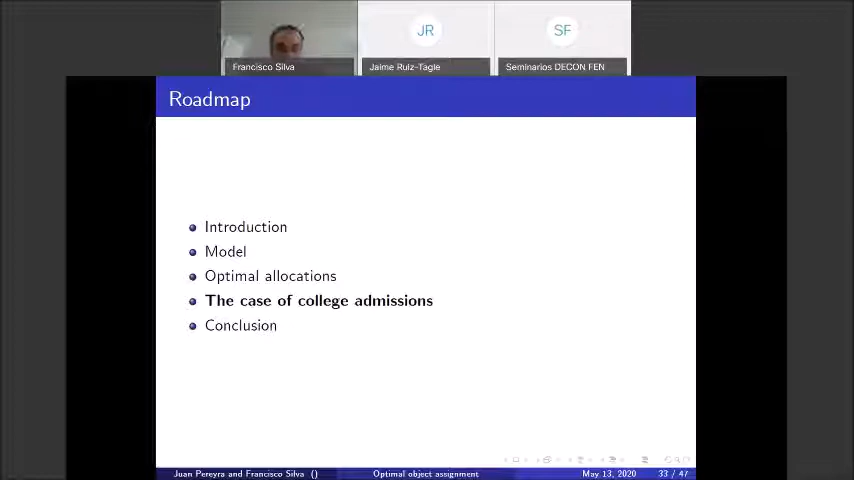 JR
SF
Francisco Silva
Jaime Ruiz-Tagle
Seminarios DECON FEN
Roadmap
Introduction
Model
Optimal allocations
The case of college admissions
Conclusion
Juan Pereyra and Francisco Silva ()
Optimal object assignment
May 13, 2020
33 / 47